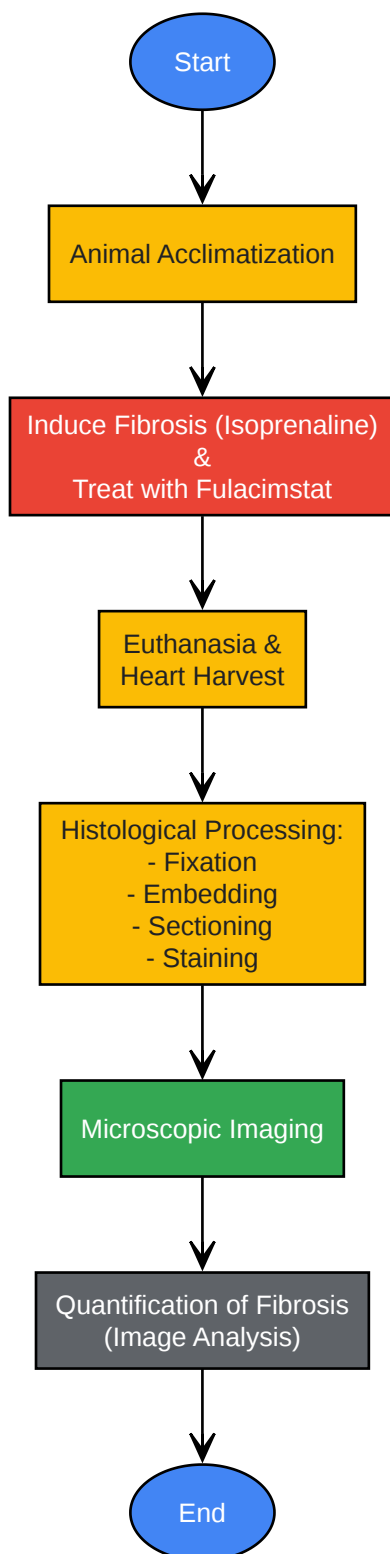 Start
Animal Acclimatization
Induce Fibrosis (Isoprenaline)
&
Treat with Fulacimstat
Euthanasia &
Heart Harvest
Histological Processing:
- Fixation
- Embedding
- Sectioning
- Staining
Microscopic Imaging
Quantification of Fibrosis
(Image Analysis)
End